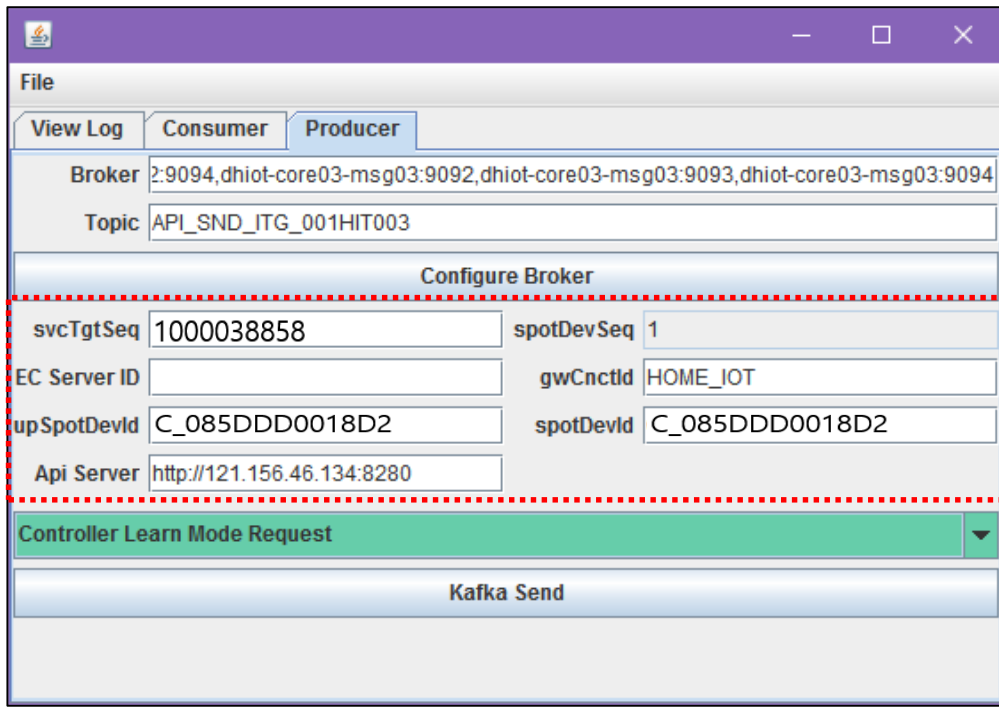 File
View Log Consumer Producer
Broker 2:9094,dhiot-core03-msg03:9092,dhiot-core03-msg03:9093,dhiot-core03-msg03:9094
Topic API_SND_ITG_001HIT003
Configure Broker
svcTgtSeq 1000038858 spotDevSeq 1
EC Server ID gwCnctId HOME_IOT
upSpotDevId C_085DDD0018D2 spotDevId C_085DDD0018D2
Api Server http://121.156.46.134:8280
Controller Learn Mode Request
Kafka Send